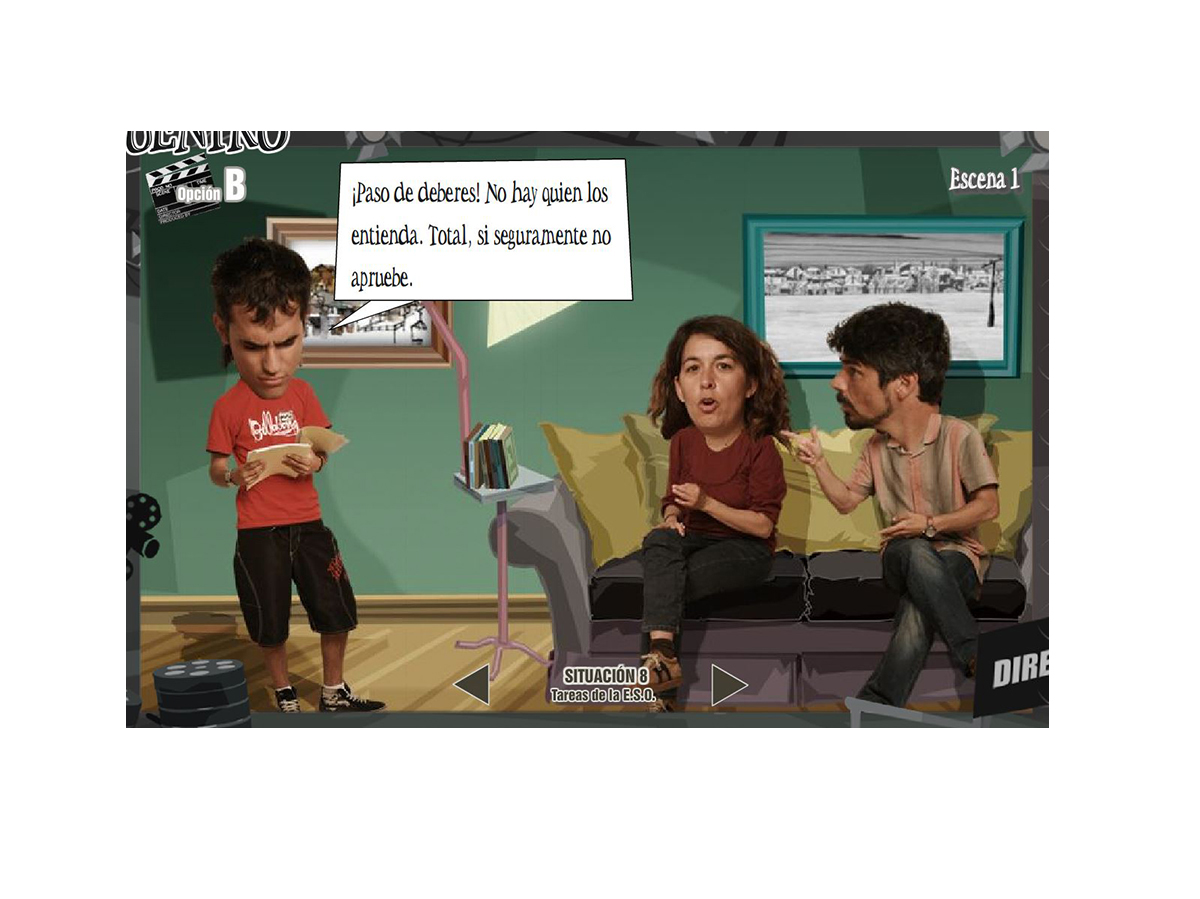 Opción B
Escena 1
¡Paso de deberes! No hay quien los
entienda. Total, si seguramente no
apruebe.
SITUACIÓN 8
Tareas de la E.S.O.
DIRE